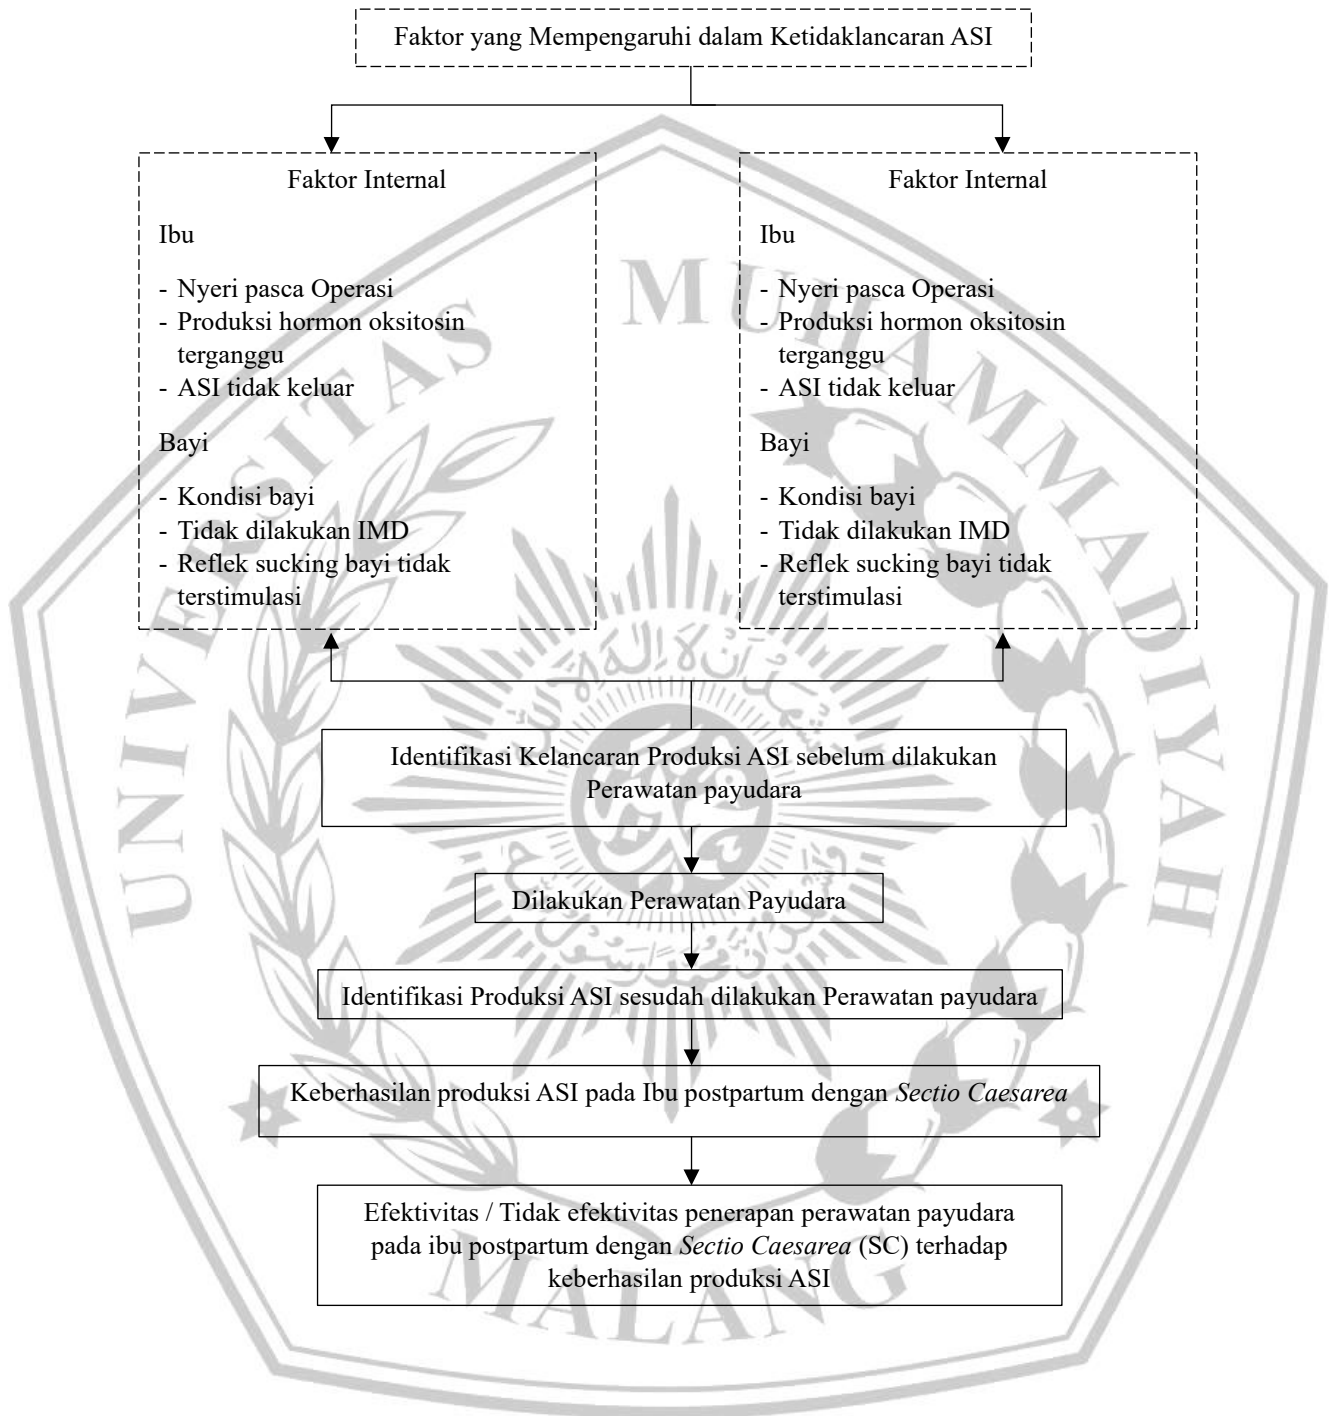 Faktor yang Mempengaruhi dalam Ketidaklancaran ASI
Faktor Internal
Ibu
- Nyeri pasca Operasi
- Produksi hormon oksitosin
terganggu
- ASI tidak keluar
Bayi
- Kondisi bayi
- Tidak dilakukan IMD
- Reflek sucking bayi tidak
terstimulasi
Faktor Internal
Ibu
- Nyeri pasca Operasi
- Produksi hormon oksitosin
terganggu
- ASI tidak keluar
Bayi
- Kondisi bayi
- Tidak dilakukan IMD
- Reflek sucking bayi tidak
terstimulasi
Identifikasi Kelancaran Produksi ASI sebelum dilakukan
Perawatan payudara
Dilakukan Perawatan Payudara
Identifikasi Produksi ASI sesudah dilakukan Perawatan payudara
Keberhasilan produksi ASI pada Ibu postpartum dengan Sectio Caesarea
Efektivitas / Tidak efektivitas penerapan perawatan payudara
pada ibu postpartum dengan Sectio Caesarea (SC) terhadap
keberhasilan produksi ASI
UNIVERSITAS MUHAMMADIYAH
MALANG